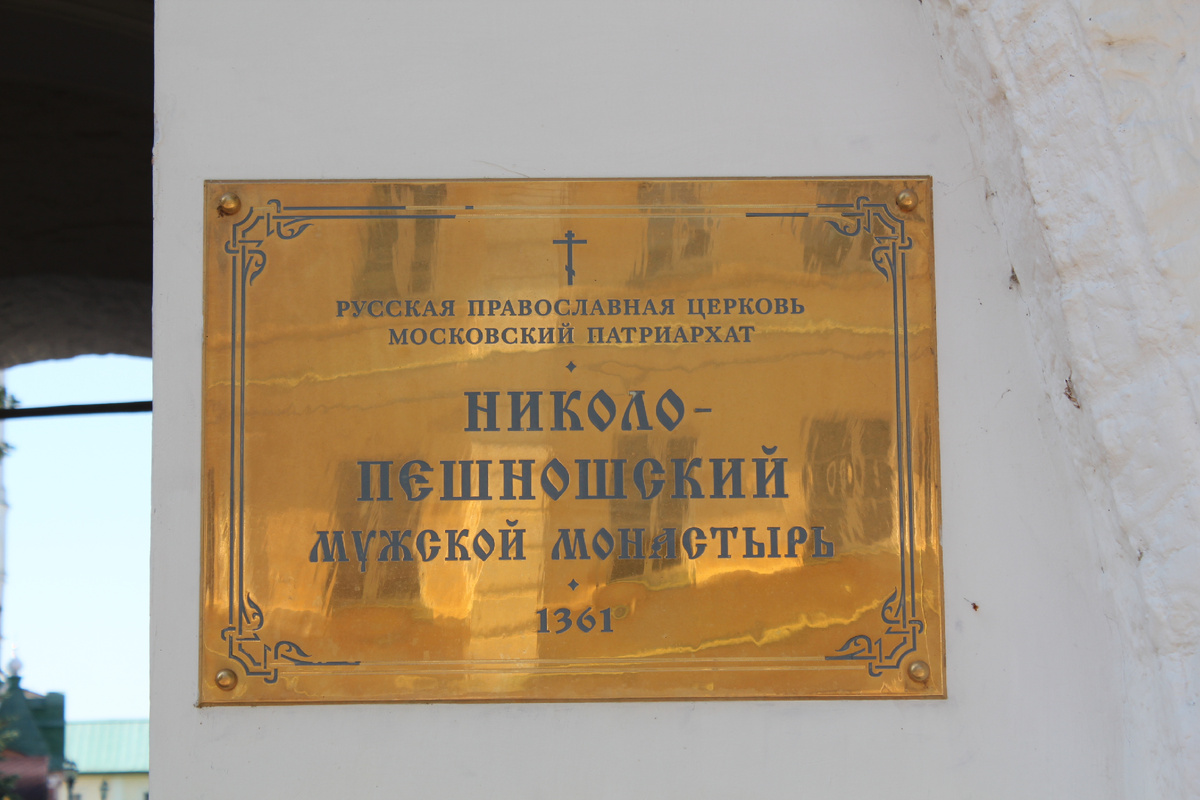 РУССКАЯ ПРАВОСЛАВНАЯ ЦЕРКОВЬ
МОСКОВСКИЙ ПАТРИАРХАТ
НИКОЛО-
ПЕШНОШСКИЙ
МУЖСКОЙ МОНАСТЫРЬ
1361